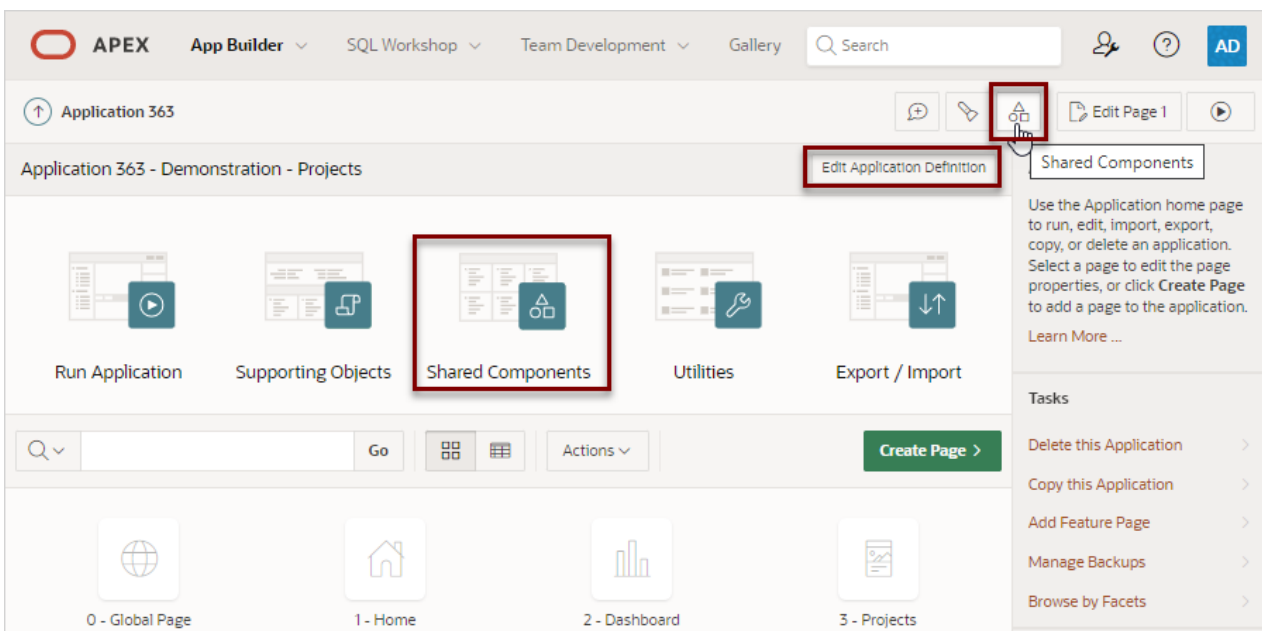 APEX App Builder SQL Workshop Team Development Gallery Search AD
Application 363 Edit Page 1
Shared Components
Application 363 - Demonstration - Projects Edit Application Definition
Use the Application home page
to run, edit, import, export,
copy, or delete an application.
Select a page to edit the page
properties, or click Create Page
to add a page to the application.
Learn More ...
Run Application Supporting Objects Shared Components Utilities Export / Import
Tasks
Go Actions Create Page >
Delete this Application
Copy this Application
Add Feature Page
Manage Backups
Browse by Facets
0 - Global Page 1 - Home 2 - Dashboard 3 - Projects